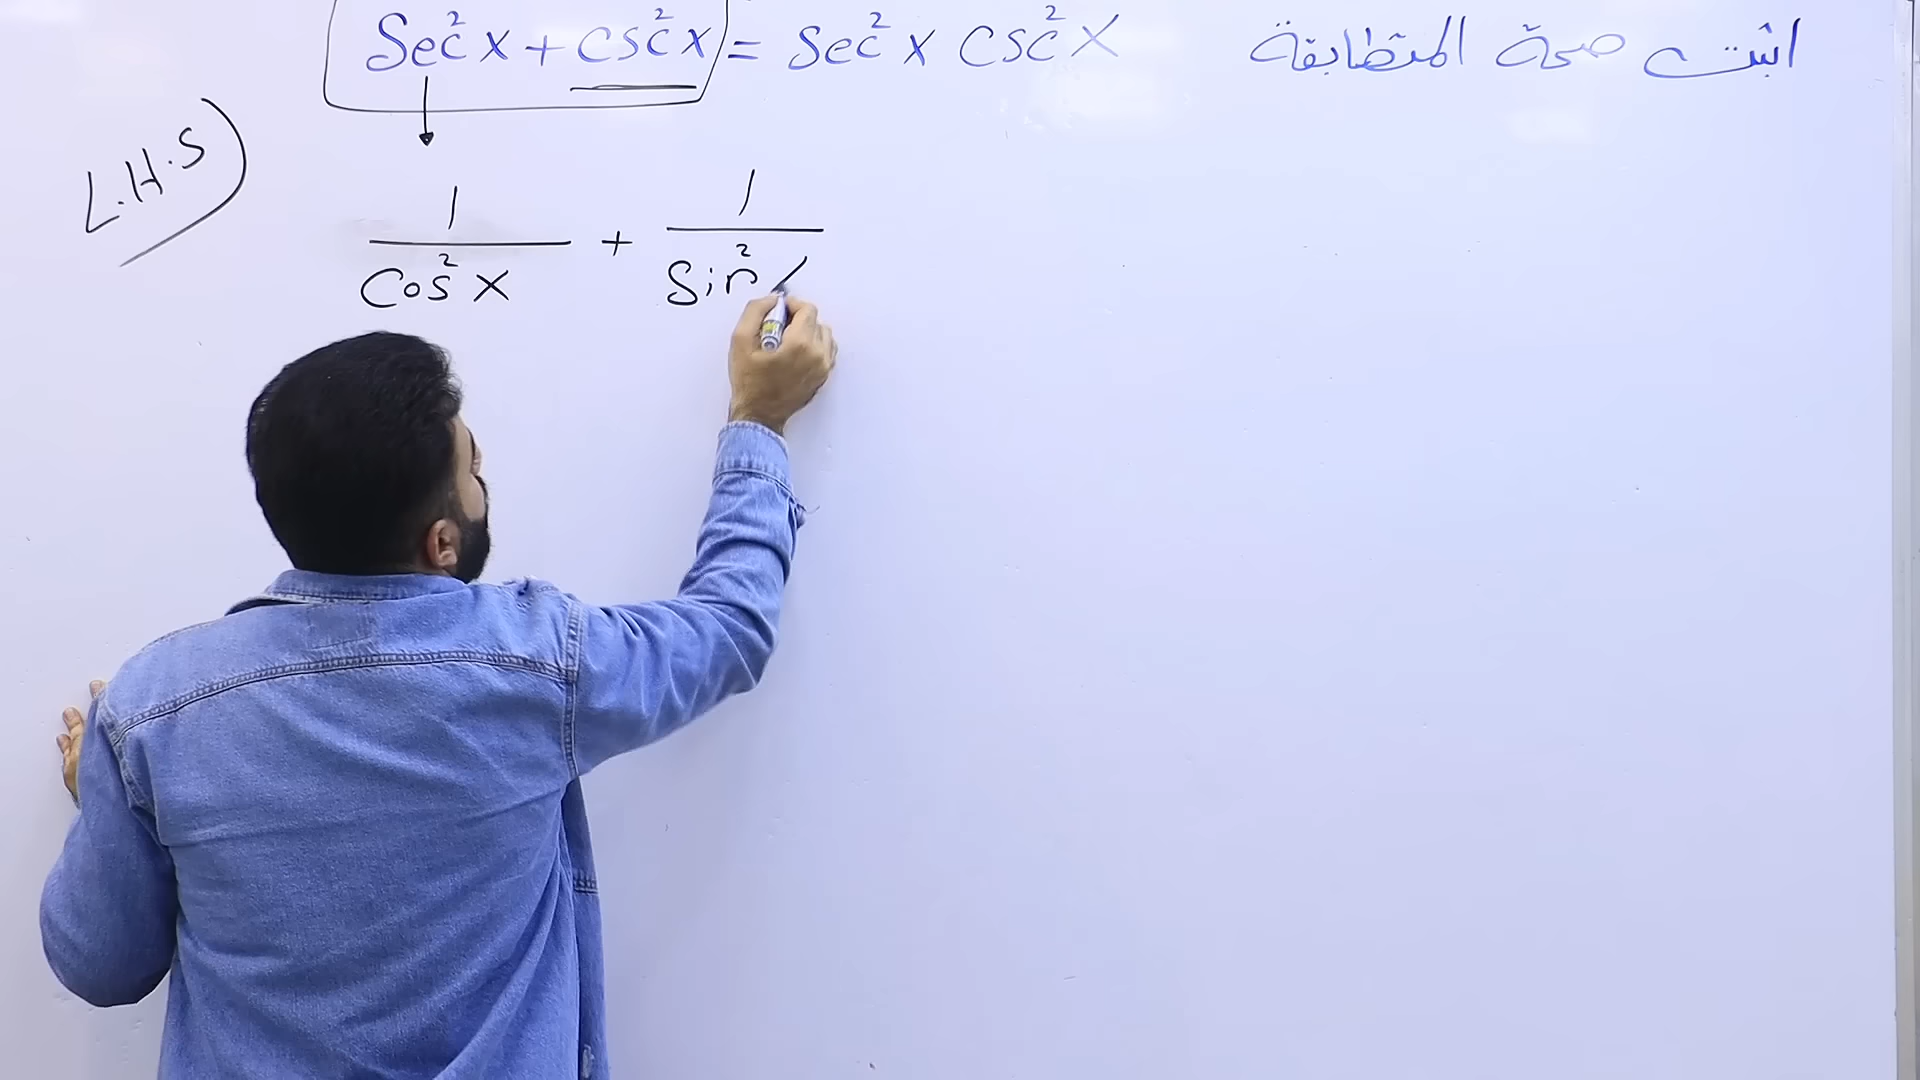 Sec²x + csc²x = Sec²x csc²x اثبت صحة المتطابقة
L.H.S
1/Cos²x + 1/Sin²x